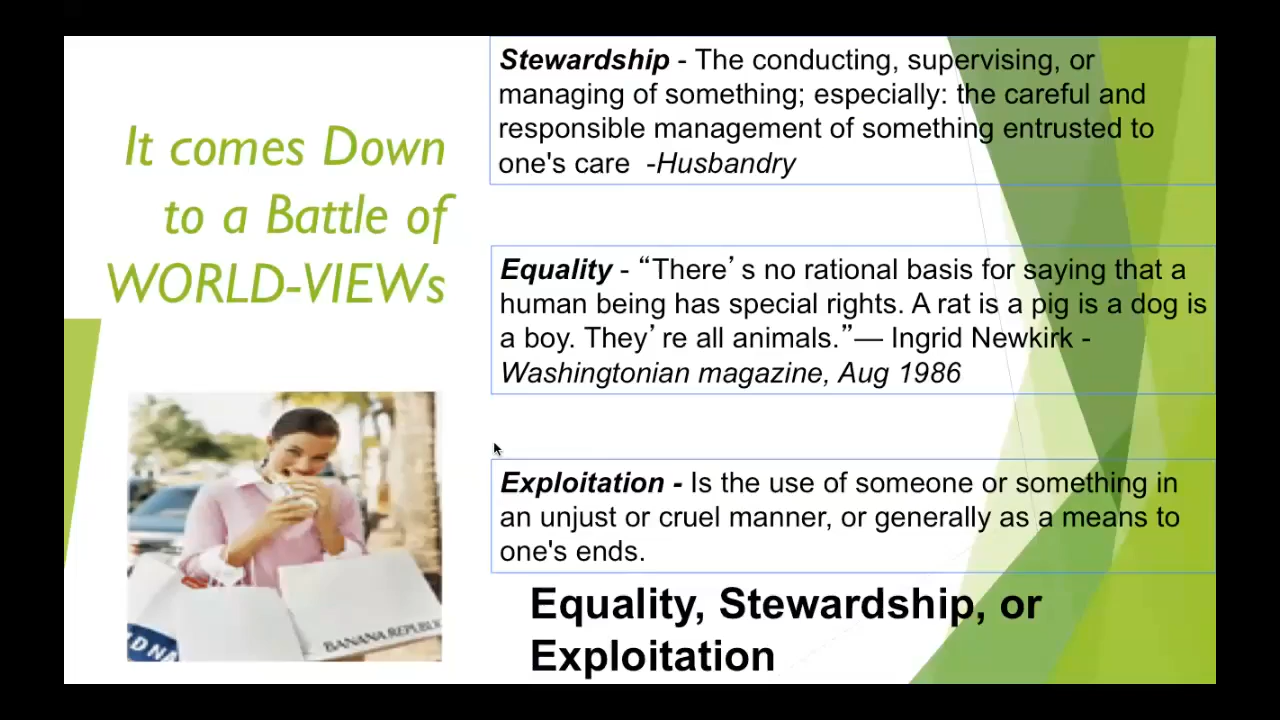 It comes Down
to a Battle of
WORLD-VIEWs
Stewardship - The conducting, supervising, or
managing of something; especially: the careful and
responsible management of something entrusted to
one's care -Husbandry
Equality - “There’s no rational basis for saying that a
human being has special rights. A rat is a pig is a dog is
a boy. They’re all animals.”— Ingrid Newkirk -
Washingtonian magazine, Aug 1986
Exploitation - Is the use of someone or something in
an unjust or cruel manner, or generally as a means to
one's ends.
Equality, Stewardship, or
Exploitation
BANANA REPUBLIC